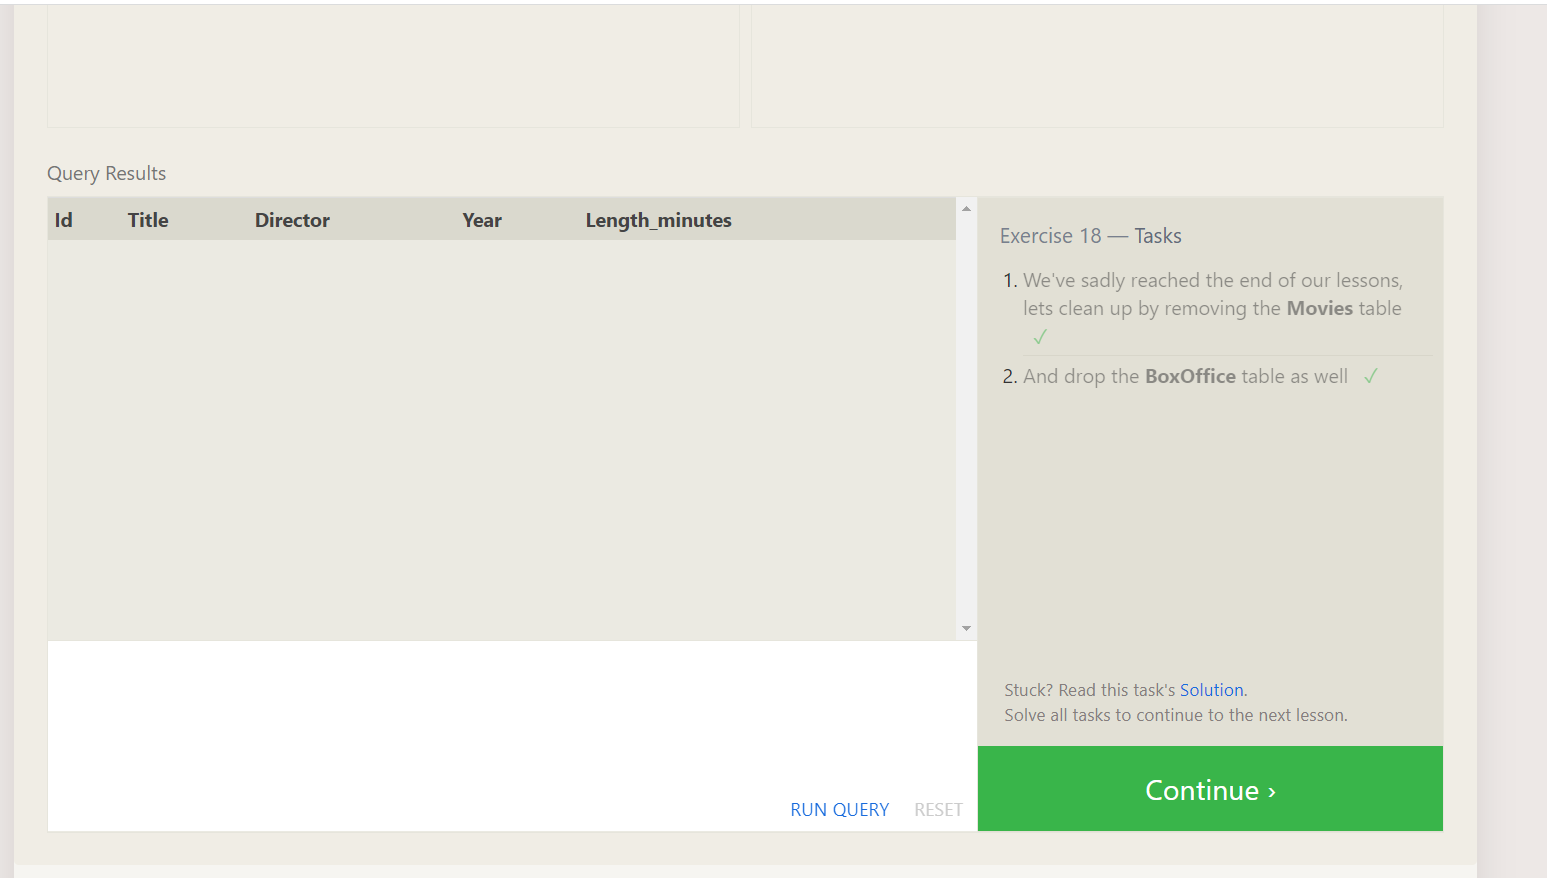 Query Results
Id Title Director Year Length_minutes
Exercise 18 — Tasks
1. We've sadly reached the end of our lessons,
lets clean up by removing the Movies table
✓
2. And drop the BoxOffice table as well ✓
Stuck? Read this task's Solution.
Solve all tasks to continue to the next lesson.
RUN QUERY RESET
Continue ›